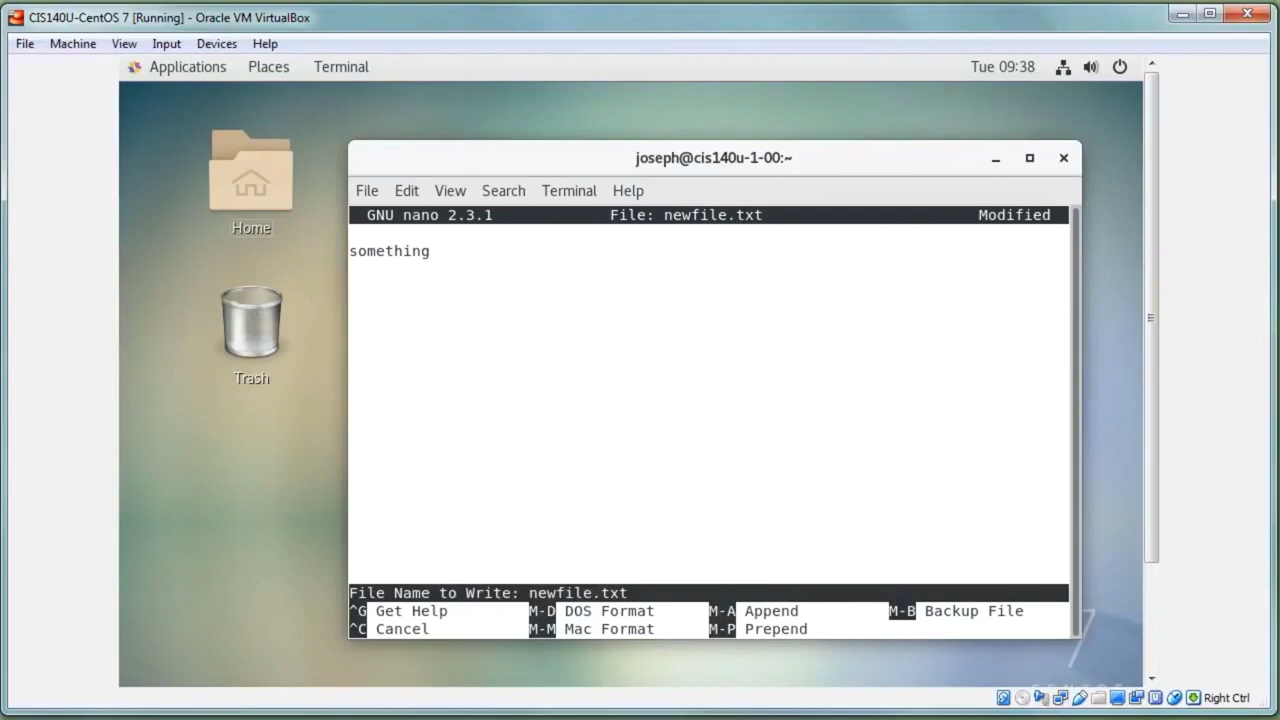 CIS140U-CentOS 7 [Running] - Oracle VM VirtualBox
File Machine View Input Devices Help
Applications Places Terminal Tue 09:38
joseph@cis140u-1-00:~
File Edit View Search Terminal Help
GNU nano 2.3.1 File: newfile.txt Modified
something
Home
Trash
File Name to Write: newfile.txt
^G Get Help M-D DOS Format M-A Append M-B Backup File
^C Cancel M-M Mac Format M-P Prepend
7
Right Ctrl